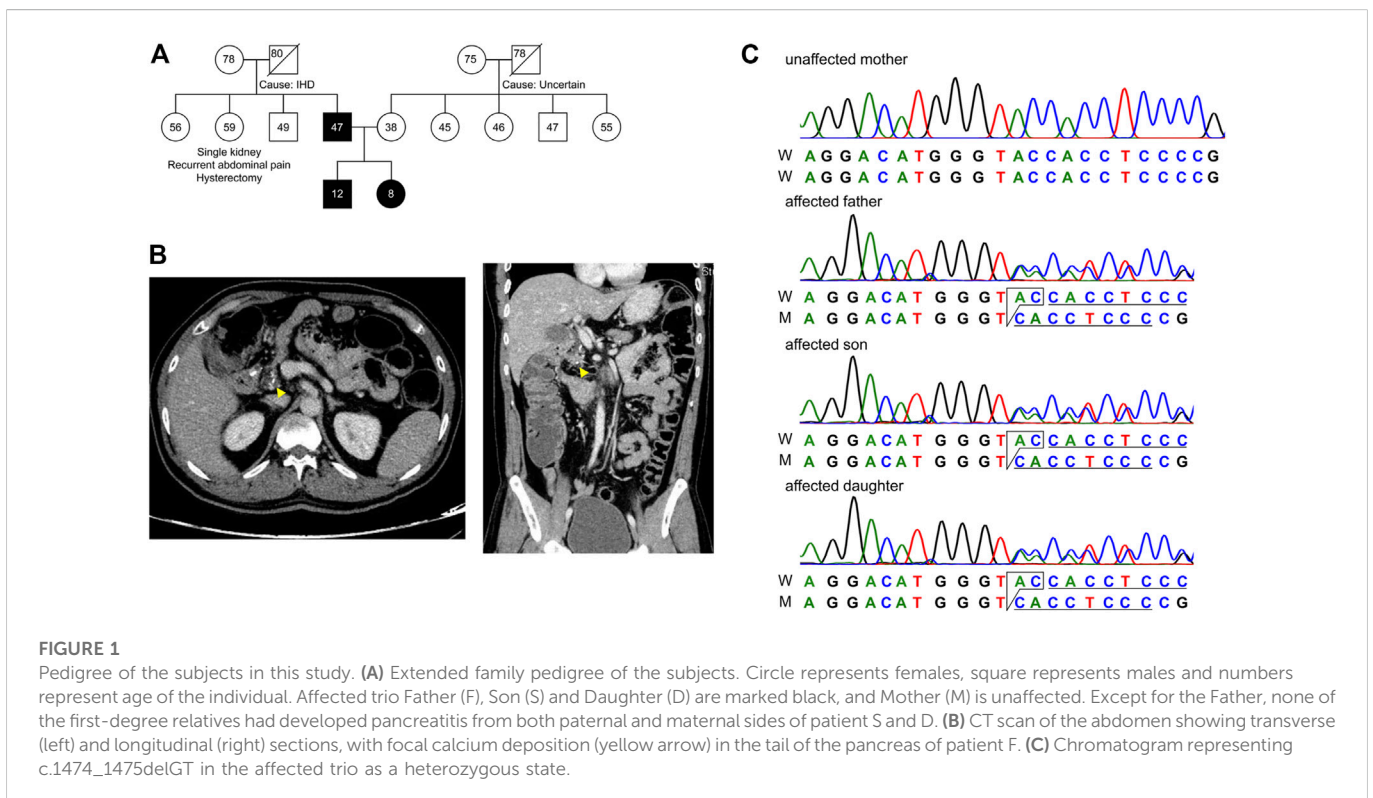 A
78
80
Cause: IHD
75
78
Cause: Uncertain
56
59
49
47
38
45
46
47
55
Single kidney
Recurrent abdominal pain
Hysterectomy
12
8
B
St
C
unaffected mother
W A G G A C A T G G G T A C C A C C T C C C C G
W A G G A C A T G G G T A C C A C C T C C C C G
affected father
W A G G A C A T G G G T A C C A C C T C C C
M A G G A C A T G G G T C A C C T C C C C G
affected son
W A G G A C A T G G G T A C C A C C T C C C
M A G G A C A T G G G T C A C C T C C C C G
affected daughter
W A G G A C A T G G G T A C C A C C T C C C
M A G G A C A T G G G T C A C C T C C C C G
FIGURE 1
Pedigree of the subjects in this study. (A) Extended family pedigree of the subjects. Circle represents females, square represents males and numbers
represent age of the individual. Affected trio Father (F), Son (S) and Daughter (D) are marked black, and Mother (M) is unaffected. Except for the Father, none of
the first-degree relatives had developed pancreatitis from both paternal and maternal sides of patient S and D. (B) CT scan of the abdomen showing transverse
(left) and longitudinal (right) sections, with focal calcium deposition (yellow arrow) in the tail of the pancreas of patient F. (C) Chromatogram representing
c.1474_1475delGT in the affected trio as a heterozygous state.